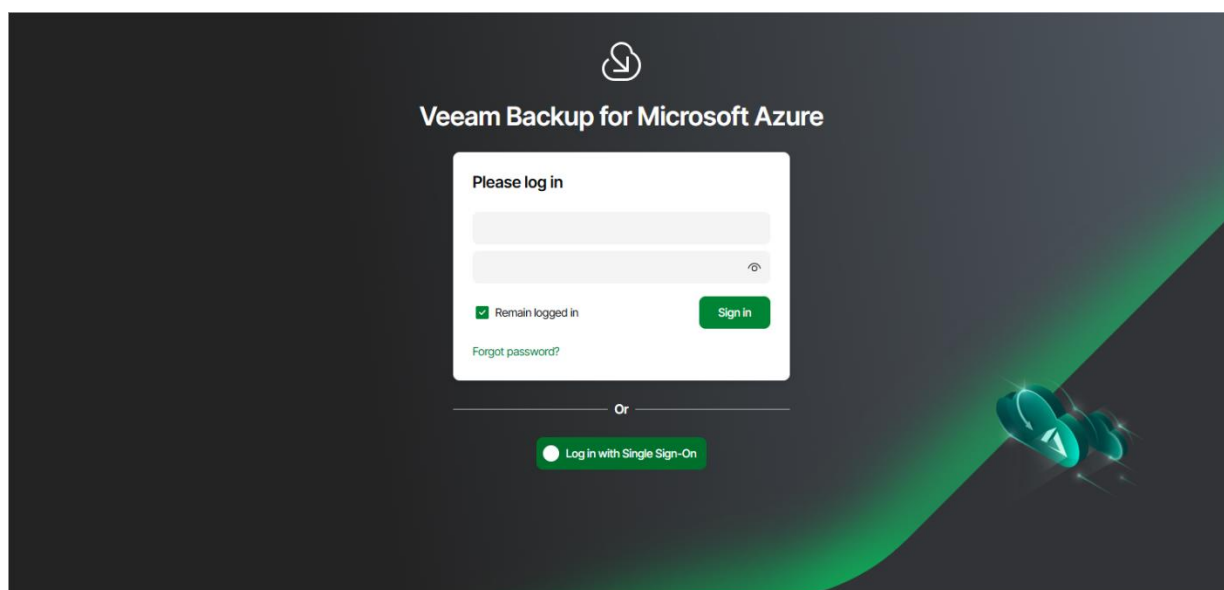 Veeam Backup for Microsoft Azure
Please log in
Remain logged in
Sign in
Forgot password?
Or
Log in with Single Sign-On